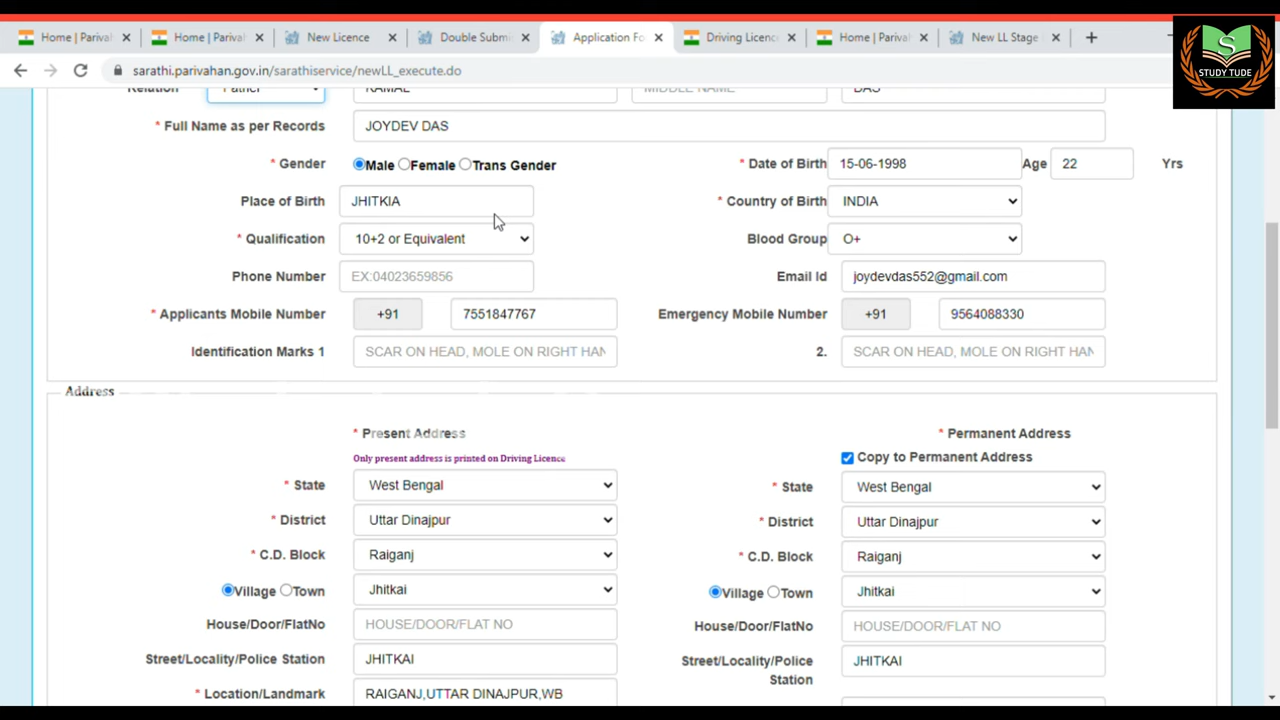 Home | Parivah × Home | Parivah × New Licence × Double Subm × Application Fo × Driving Licenc × Home | Parivah × New LL Stage ×
sarathi.parivahan.gov.in/sarathiservice/newLL_execute.do
S
STUDY TUDE
Relation Father KAMAL MIDDLE NAME DAS
* Full Name as per Records JOYDEV DAS
* Gender Male Female Trans Gender * Date of Birth 15-06-1998 Age 22 Yrs
Place of Birth JHITKIA * Country of Birth INDIA
* Qualification 10+2 or Equivalent Blood Group O+
Phone Number EX:04023659856 Email Id joydevdas552@gmail.com
* Applicants Mobile Number +91 7551847767 Emergency Mobile Number +91 9564088330
Identification Marks 1 SCAR ON HEAD, MOLE ON RIGHT HAN 2. SCAR ON HEAD, MOLE ON RIGHT HAN
Address
* Present Address * Permanent Address
Only present address is printed on Driving Licence Copy to Permanent Address
* State West Bengal * State West Bengal
* District Uttar Dinajpur * District Uttar Dinajpur
* C.D. Block Raiganj * C.D. Block Raiganj
Village Town Jhitkai Village Town Jhitkai
House/Door/FlatNo HOUSE/DOOR/FLAT NO House/Door/FlatNo HOUSE/DOOR/FLAT NO
Street/Locality/Police Station JHITKAI Street/Locality/Police JHITKAI
Station
* Location/Landmark RAIGANJ,UTTAR DINAJPUR,WB